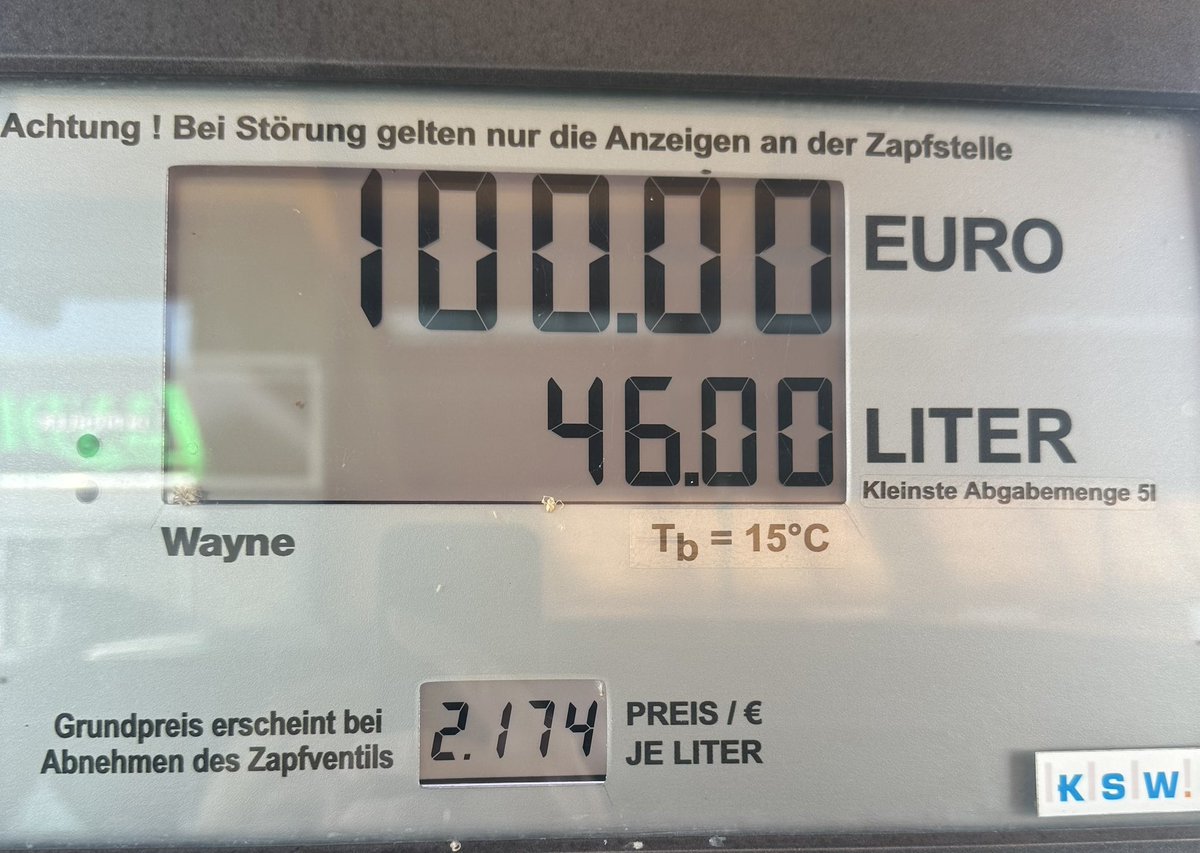 Achtung ! Bei Störung gelten nur die Anzeigen an der Zapfstelle
100.00 EURO
46.00 LITER
Kleinste Abgabemenge 5l
Wayne
Tb = 15°C
Grundpreis erscheint bei
Abnehmen des Zapfventils
2.174
PREIS / €
JE LITER
KSW.